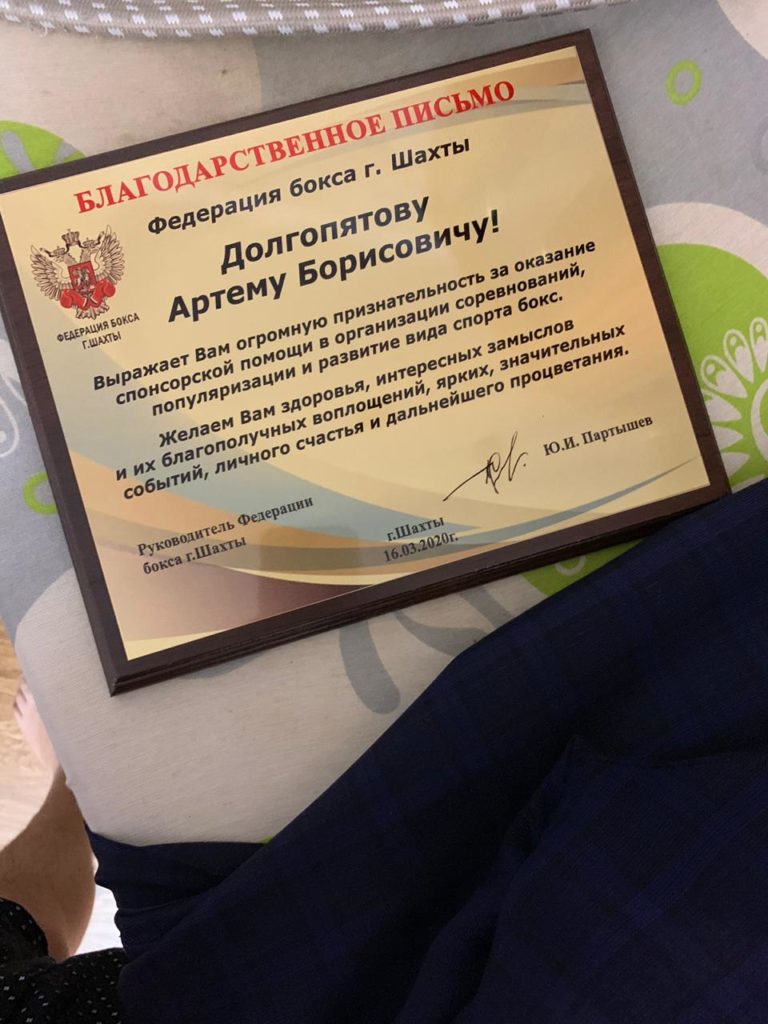 БЛАГОДАРСТВЕННОЕ ПИСЬМО
Федерация бокса г. Шахты
Долгопятову
Артему Борисовичу!
ФЕДЕРАЦИЯ БОКСА
Г.ШАХТЫ
Выражает Вам огромную признательность за оказание
спонсорской помощи в организации соревнований,
популяризации и развитие вида спорта бокс.
Желаем Вам здоровья, интересных замыслов
и их благополучных воплощений, ярких, значительных
событий, личного счастья и дальнейшего процветания.
Руководитель Федерации
бокса г.Шахты
Ю.И. Партышев
г.Шахты
16.03.2020г.